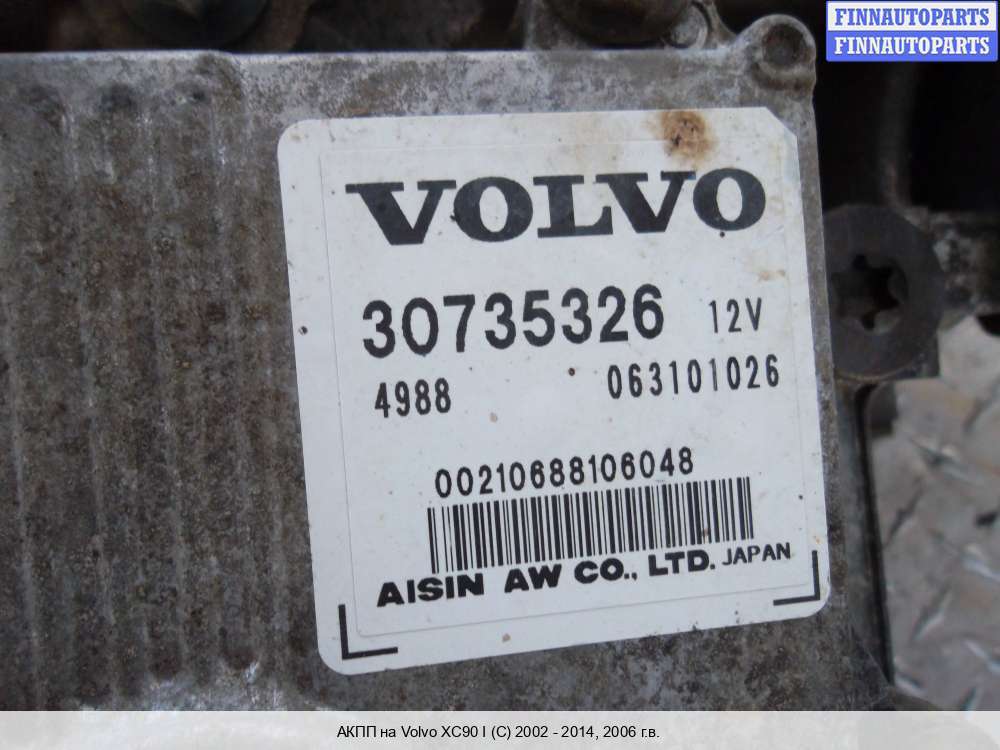 FINNAUTOPARTS
FINNAUTOPARTS
VOLVO
30735326 12V
4988 063101026
00210688106048
AISIN AW CO., LTD. JAPAN
АКПП на Volvo XC90 I (C) 2002 - 2014, 2006 г.в.